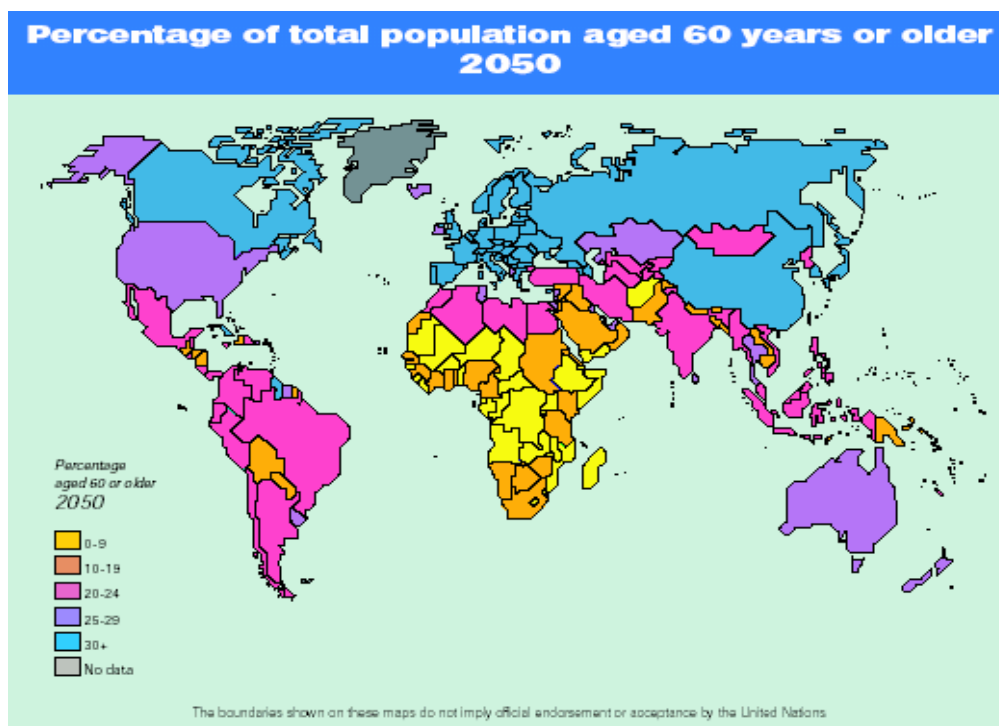 Percentage of total population aged 60 years or older
2050
Percentage
aged 60 or older
2050
0-9
10-19
20-24
25-29
30+
No data
The boundaries shown on these maps do not imply official endorsement or acceptance by the United Nations